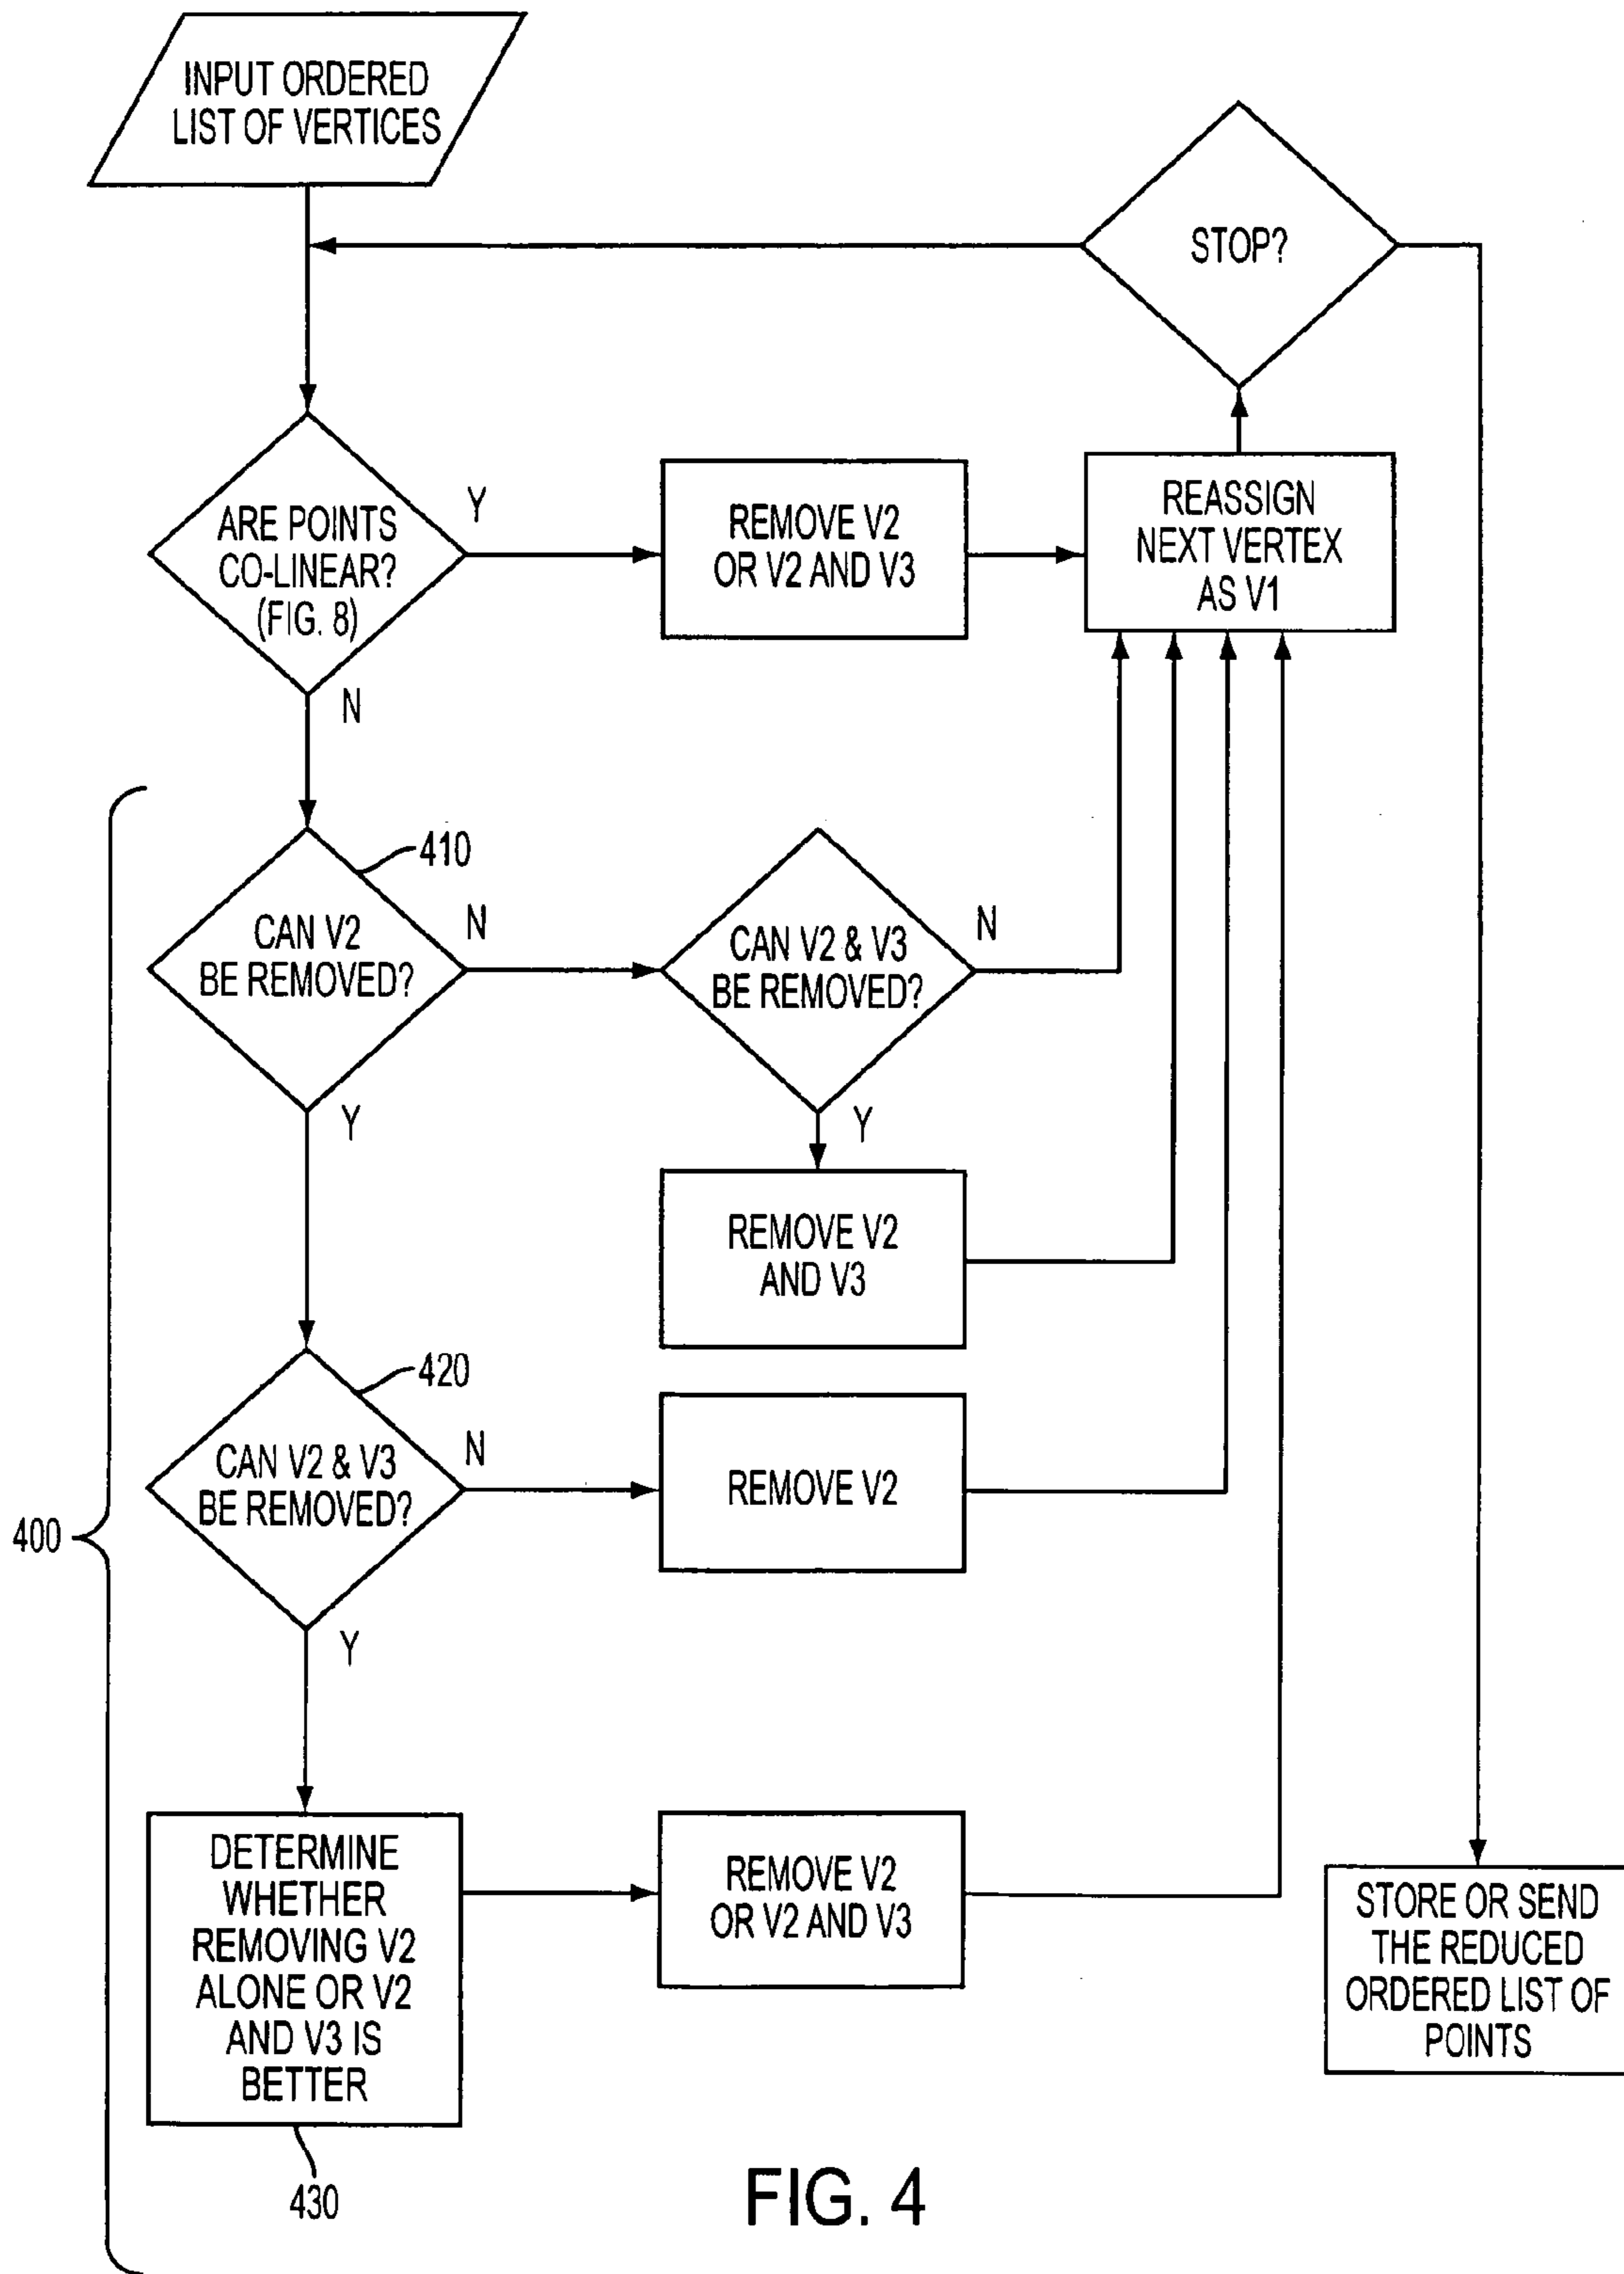 INPUT ORDERED
LIST OF VERTICES
STOP?
ARE POINTS
CO-LINEAR?
(FIG. 8)
Y
N
REMOVE V2
OR V2 AND V3
REASSIGN
NEXT VERTEX
AS V1
410
CAN V2
BE REMOVED?
N
Y
CAN V2 & V3
BE REMOVED?
N
Y
REMOVE V2
AND V3
420
CAN V2 & V3
BE REMOVED?
N
Y
REMOVE V2
400
DETERMINE
WHETHER
REMOVING V2
ALONE OR V2
AND V3 IS
BETTER
430
REMOVE V2
OR V2 AND V3
STORE OR SEND
THE REDUCED
ORDERED LIST OF
POINTS
FIG. 4